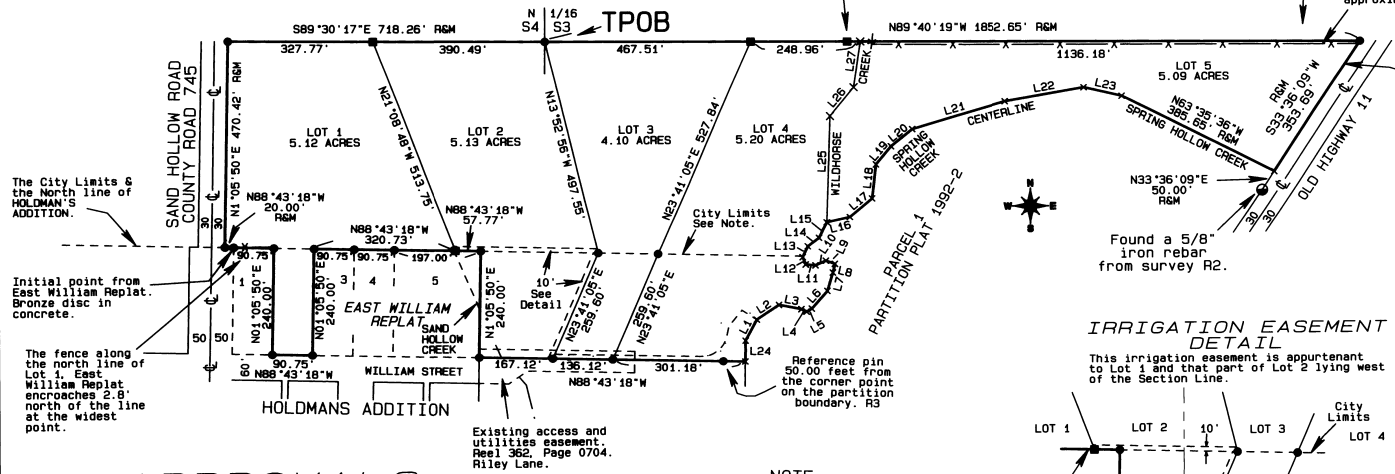 N 1/16
S4 S3
TPOB
S89°30'17"E 718.26' R&M
N89°40'19"W 1852.65' R&M
327.77'
390.49'
467.51'
248.96'
1136.18'
SAND HOLLOW ROAD
COUNTY ROAD 745
N1°05'50"E 470.42' R&M
LOT 1
5.12 ACRES
N21°08'48"W 513.75'
LOT 2
5.13 ACRES
N13°52'56"W 497.55'
LOT 3
4.10 ACRES
N23°41'05"E 527.84'
LOT 4
5.20 ACRES
L27
CREEK
L26
L25
WILDHORSE
L21
L22
L23
CENTERLINE
L20
L19
L18
L17
L16
SPRING
HOLLOW
CREEK
LOT 5
5.09 ACRES
N63°35'36"W
385.65' R&M
SPRING HOLLOW CREEK
S33°36'09"W
R&M
353.69'
OLD HIGHWAY 11
N33°36'09"E
50.00'
R&M
30 30
Found a 5/8"
iron rebar
from survey R2.
N
W E
S
PARCEL 1
PARTITION PLAT 1992-2
The City Limits &
the North line of
HOLDMAN'S
ADDITION.
30 30
N88°43'18"W
20.00'
R&M
N88°43'18"W
320.73'
N88°43'18"W
57.77'
City Limits
See Note.
90.75
90.75
90.75
197.00'
1
3
4
5
N01°05'50"E
240.00'
N01°05'50"E
240.00'
EAST WILLIAM
REPLAT
SAND
HOLLOW
CREEK
N1°05'50"E
240.00'
10'
See
Detail
N23°41'05"E
259.60'
259.60'
N23°41'05"E
L15
L14
L13
L12
L11
L10
L9
L8
L7
L6
L5
L4
L3
L2
L1
L24
Initial point from
East William Replat.
Bronze disc in
concrete.
50 50
The fence along
the north line of
Lot 1, East
William Replat
encroaches 2.8'
north of the line
at the widest
point.
60'
90.75'
N88°43'18"W
WILLIAM STREET
HOLDMANS ADDITION
167.12'
136.12'
N88°43'18"W
301.18'
Reference pin
50.00 feet from
the corner point
on the partition
boundary. R3
Existing access and
utilities easement.
Reel 362, Page 0704.
Riley Lane.
IRRIGATION EASEMENT
DETAIL
This irrigation easement is appurtenant
to Lot 1 and that part of Lot 2 lying west
of the Section Line.
LOT 1
LOT 2
10'
LOT 3
City
Limits
LOT 4
NOTE